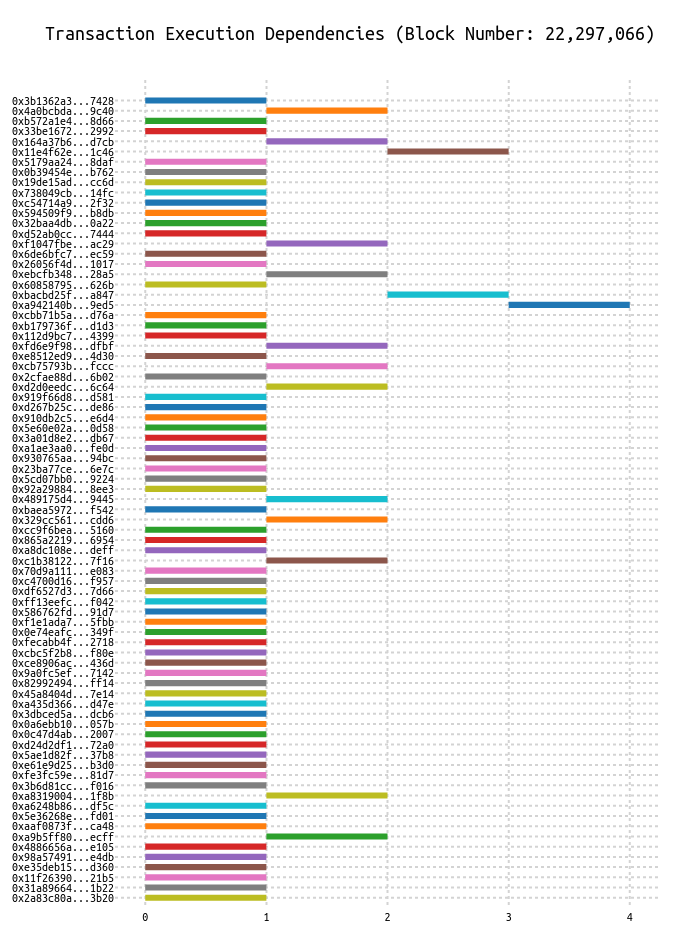 Transaction Execution Dependencies (Block Number: 22,297,066)
0x3b1362a3...7428
0x4a0bcbda...9c40
0xb572a1e4...8d66
0x33be1672...2992
0x164a37b6...d7cb
0x11e4f62e...1c46
0x5179aa24...8daf
0x0b39454e...b762
0x19de15ad...cc6d
0x738049cb...14fc
0xc54714a9...2f32
0x594509f9...b8db
0x32baa4db...0a22
0xd52ab0cc...7444
0xf1047fbe...ac29
0x6de6bfc7...ec59
0x26056f4d...1017
0xebcfb348...28a5
0x60858795...626b
0xbacbd25f...a847
0xa942140b...9ed5
0xcbb71b5a...d76a
0xb179736f...d1d3
0x112d9bc7...4399
0xfd6e9f98...dfbf
0xe8512ed9...4d30
0xcb75793b...fccc
0x2cfae88d...6b02
0xd2d0eedc...6c64
0x919f66d8...d581
0xd267b25c...de86
0x910db2c5...e6d4
0x5e60e02a...0d58
0x3a01d8e2...db67
0xa1ae3aa0...fe0d
0x930765aa...94bc
0x23ba77ce...6e7c
0x5cd07bb0...9224
0x92a29884...8ee3
0x489175d4...9445
0xbaea5972...f542
0x329cc561...cdd6
0xcc9f6bea...5160
0x865a2219...6954
0xa8dc108e...deff
0xc1b38122...7f16
0x70d9a111...e083
0xc4700d16...f957
0xdf6527d3...7d66
0xff13eefc...f042
0x586762fd...91d7
0xf1e1ada7...5fbb
0x0e74eafc...349f
0xfecabb4f...2718
0xcbc5f2b8...f80e
0xce8906ac...436d
0x9a0fc5ef...7142
0x82992494...ff14
0x45a8404d...7e14
0xa435d366...d47e
0x3dbced5a...dcb6
0x0a6ebb10...057b
0x0c47d4ab...2007
0xd24d2df1...72a0
0x5ae1d82f...37b8
0xe61e9d25...b3d0
0xfe3fc59e...81d7
0x3b6d81cc...f016
0xa8319004...1f8b
0xa6248b86...df5c
0x5e36268e...fd01
0xaaf0873f...ca48
0xa9b5ff80...ecff
0x4886656a...e105
0x98a57491...e4db
0xe35deb15...d360
0x11f26390...21b5
0x31a89664...1b22
0x2a83c80a...3b20
0 1 2 3 4